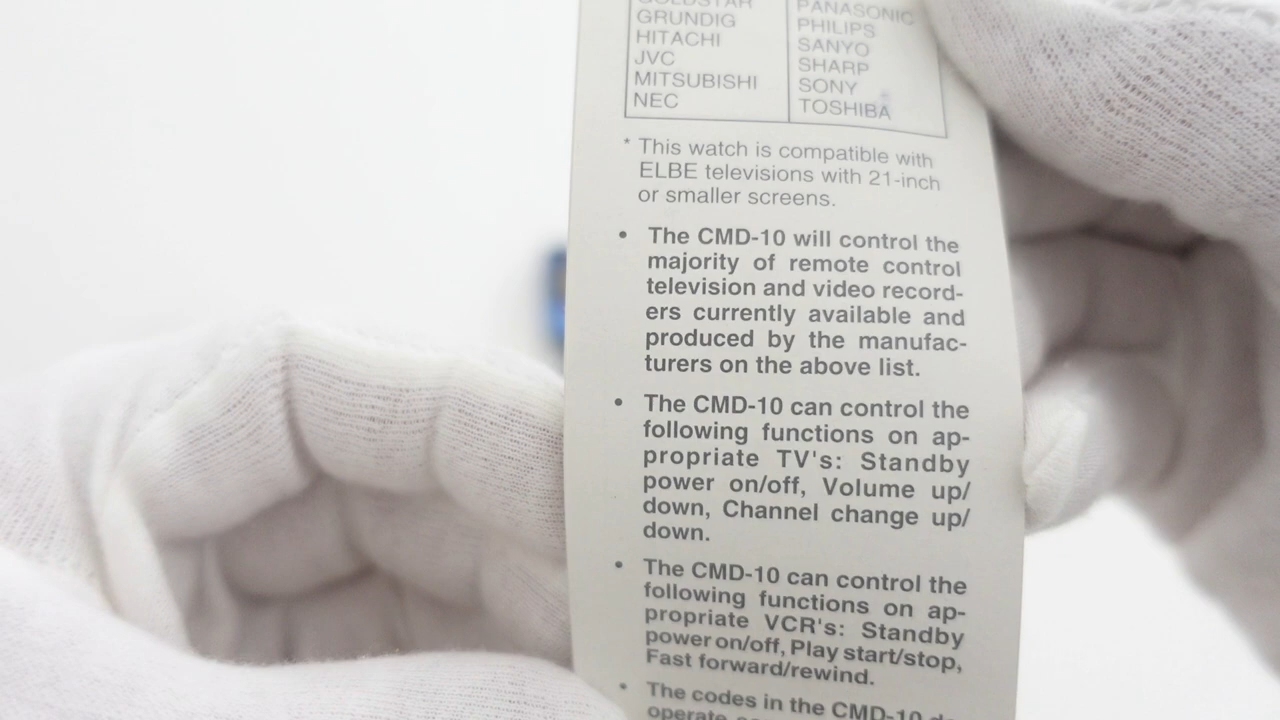 GOLDSTAR
GRUNDIG
HITACHI
JVC
MITSUBISHI
NEC
PANASONIC
PHILIPS
SANYO
SHARP
SONY
TOSHIBA
* This watch is compatible with
ELBE televisions with 21-inch
or smaller screens.
• The CMD-10 will control the
majority of remote control
television and video record-
ers currently available and
produced by the manufac-
turers on the above list.
• The CMD-10 can control the
following functions on ap-
propriate TV's: Standby
power on/off, Volume up/
down, Channel change up/
down.
• The CMD-10 can control the
following functions on ap-
propriate VCR's: Standby
power on/off, Play start/stop,
Fast forward/rewind.
• The codes in the CMD-10
operate